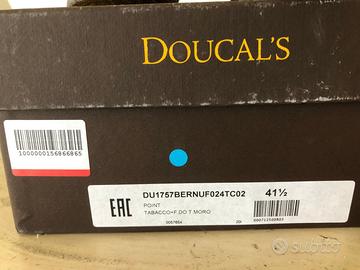 DOUCAL'S
1000000156866865
DU1757BERNUF024TC02 41½
EAC
POINT
TABACCO+F.DO T.MORO
subito